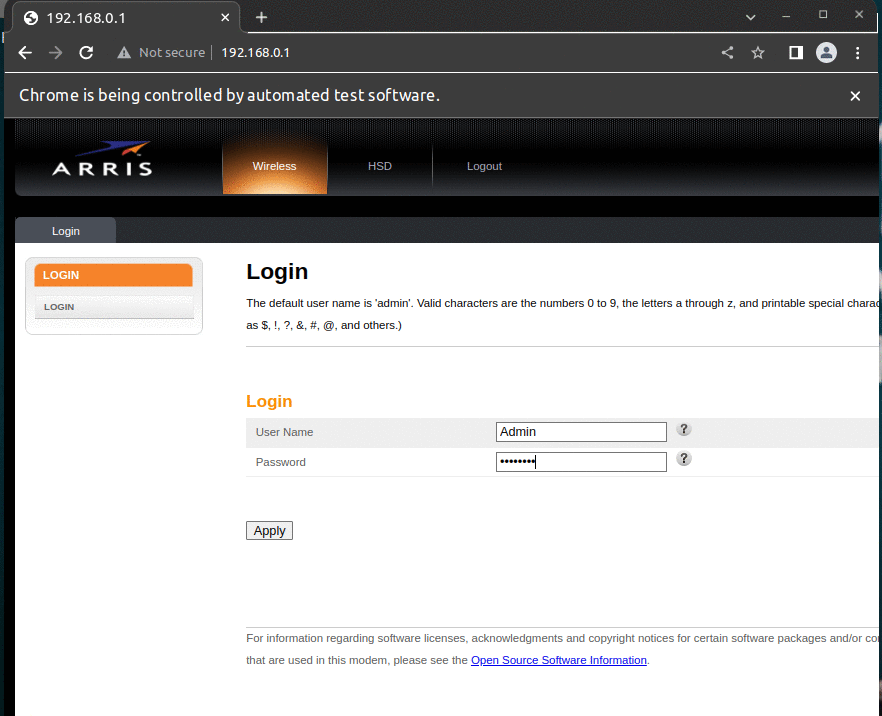 192.168.0.1
Not secure
192.168.0.1
Chrome is being controlled by automated test software.
ARRIS
Wireless
HSD
Logout
Login
LOGIN
LOGIN
Login
The default user name is 'admin'. Valid characters are the numbers 0 to 9, the letters a through z, and printable special
as $, !, ?, &, #, @, and others.)
Login
User Name
Admin
?
Password
••••••••
?
Apply
For information regarding software licenses, acknowledgments and copyright notices for certain software packages and/or
that are used in this modem, please see the Open Source Software Information.